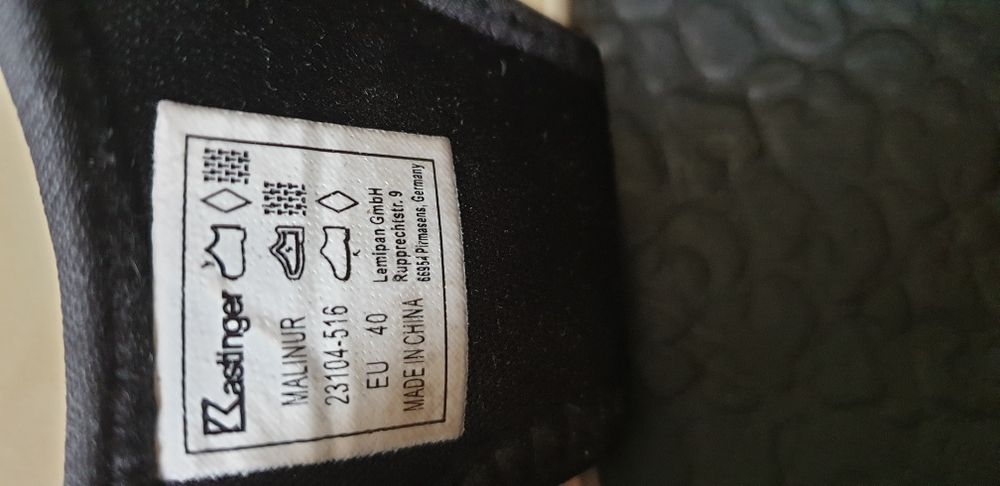 Kastinger
MALINUR
23104-516
EU 40
MADE IN CHINA
Lemipan GmbH
Rupprechtstr. 9
66954 Pirmasens, Germany